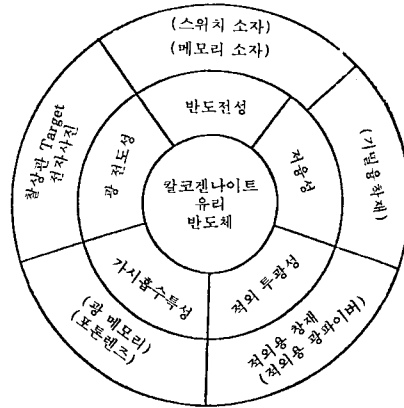 (스위치 소자)
(메모리 소자)
반도전성
(기밀용착재)
저융성
적외용 창재
(적외용 광파이버)
적외 투광성
(광 메모리)
(포톤렌즈)
가시흡수특성
촬상관 Target
전자사진
광 전도성
칼코겐나이트
유리
반도체